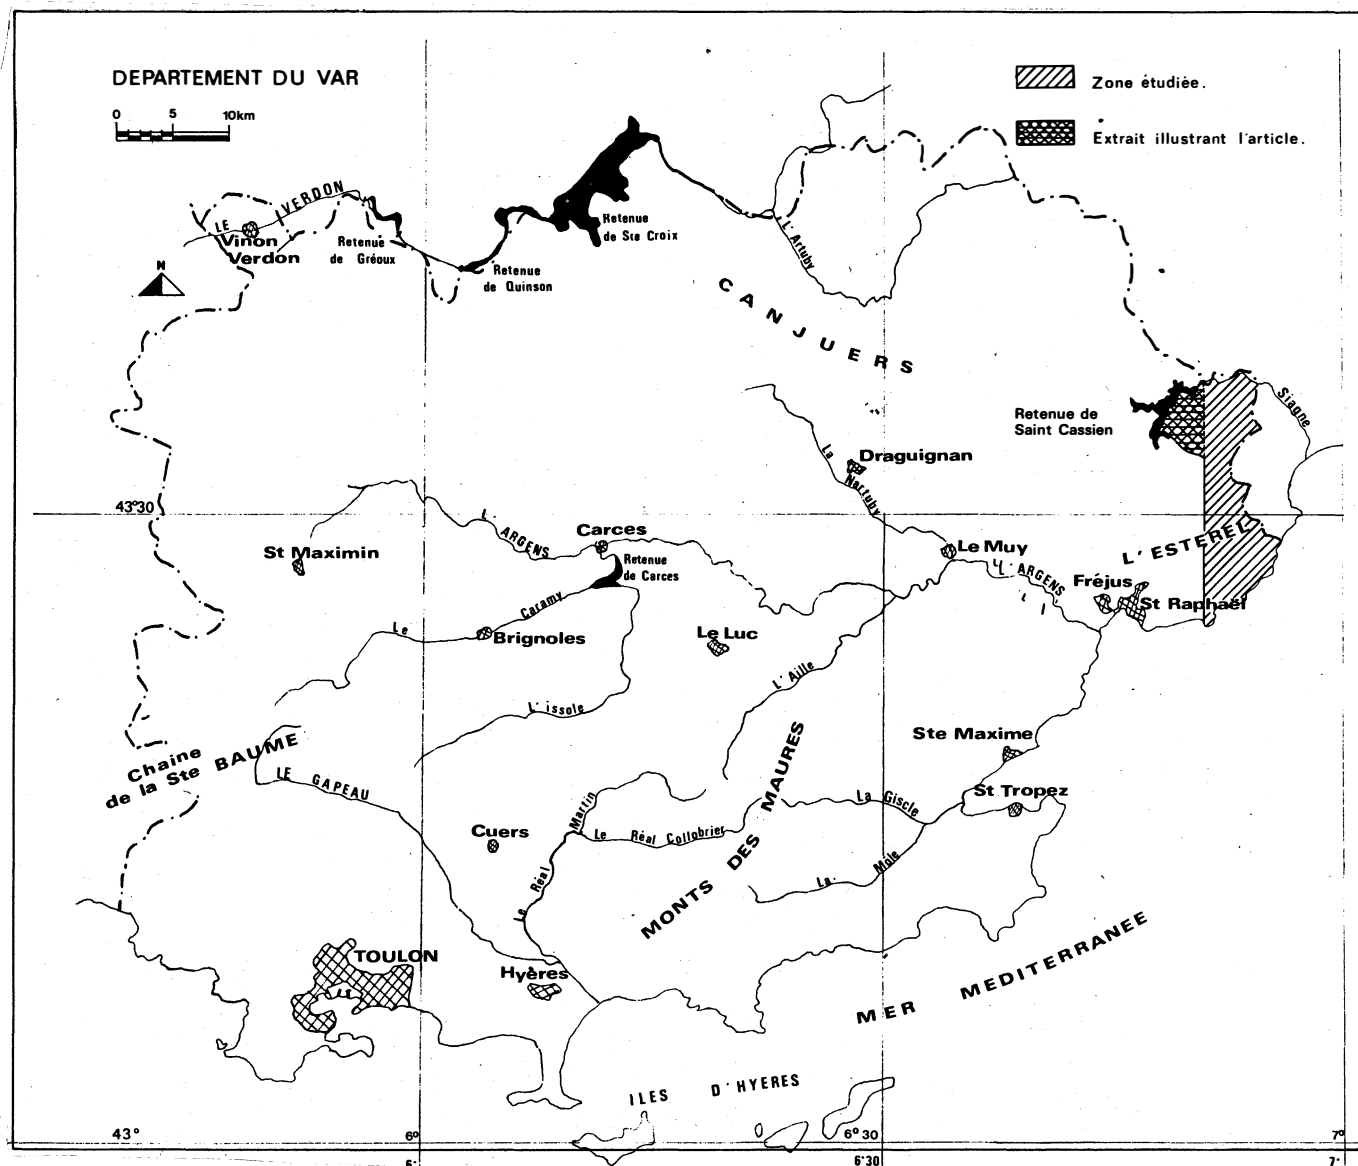 DEPARTEMENT DU VAR
0 5 10km
Zone étudiée.
Extrait illustrant l'article.
LE VERDON
Vinon
Verdon
Retenue
de Gréoux
Retenue
de Quinson
Retenue
de Ste Croix
L'Artuby
N
CANJUERS
Retenue de
Saint Cassien
Siagne
La Nartuby
Draguignan
43°30
L'ARGENS
Carces
St Maximin
Retenue
de Carces
Le Muy
L'ARGENS
L'ESTEREL
Fréjus
St Raphaël
Le Caramy
Brignoles
Le Luc
L'Aille
L'issole
Chaine
de la Ste BAUME
LE GAPEAU
MONTS DES MAURES
Ste Maxime
St Tropez
La Giscle
Cuers
Le Réal Martin
Le Réal Collobrier
La Môle
TOULON
Hyères
MER MEDITERRANEE
ILES D'HYERES
43°
6°
6°30
7°
6°
6°30
7°